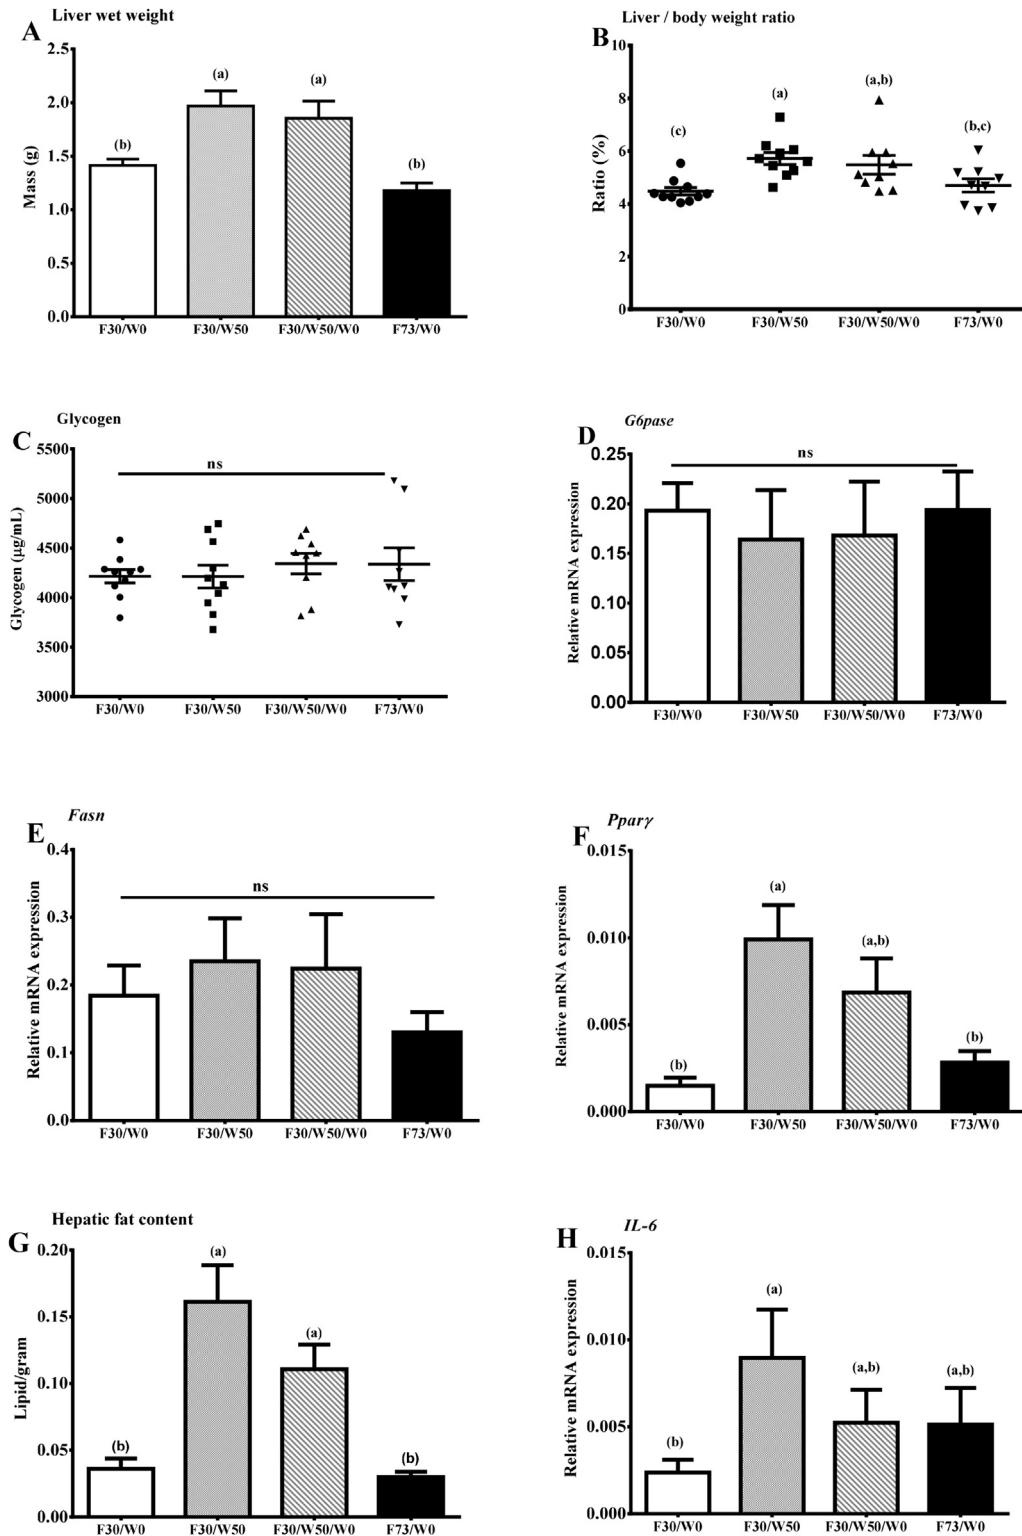 A Liver wet weight
Mass (g)
2.5
2.0
1.5
1.0
0.5
0.0
(b)
(a)
(a)
(b)
F30/W0 F30/W50 F30/W50/W0 F73/W0
B Liver / body weight ratio
Ratio (%)
10
8
6
4
2
0
(c)
(a)
(a,b)
(b,c)
F30/W0 F30/W50 F30/W50/W0 F73/W0
C Glycogen
Glycogen (µg/mL)
5500
5000
4500
4000
3500
3000
ns
F30/W0 F30/W50 F30/W50/W0 F73/W0
D G6pase
Relative mRNA expression
0.25
0.20
0.15
0.10
0.05
0.00
ns
F30/W0 F30/W50 F30/W50/W0 F73/W0
E Fasn
Relative mRNA expression
0.4
0.3
0.2
0.1
0.0
ns
F30/W0 F30/W50 F30/W50/W0 F73/W0
F Pparγ
Relative mRNA expression
0.015
0.010
0.005
0.000
(b)
(a)
(a,b)
(b)
F30/W0 F30/W50 F30/W50/W0 F73/W0
G Hepatic fat content
Lipid/gram
0.20
0.15
0.10
0.05
0.00
(b)
(a)
(a)
(b)
F30/W0 F30/W50 F30/W50/W0 F73/W0
H IL-6
Relative mRNA expression
0.015
0.010
0.005
0.000
(b)
(a)
(a,b)
(a,b)
F30/W0 F30/W50 F30/W50/W0 F73/W0